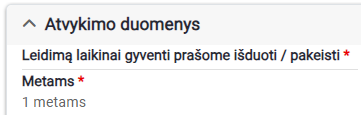 Atvykimo duomenys
Leidimą laikinai gyventi prašome išduoti / pakeisti *
Metams *
1 metams